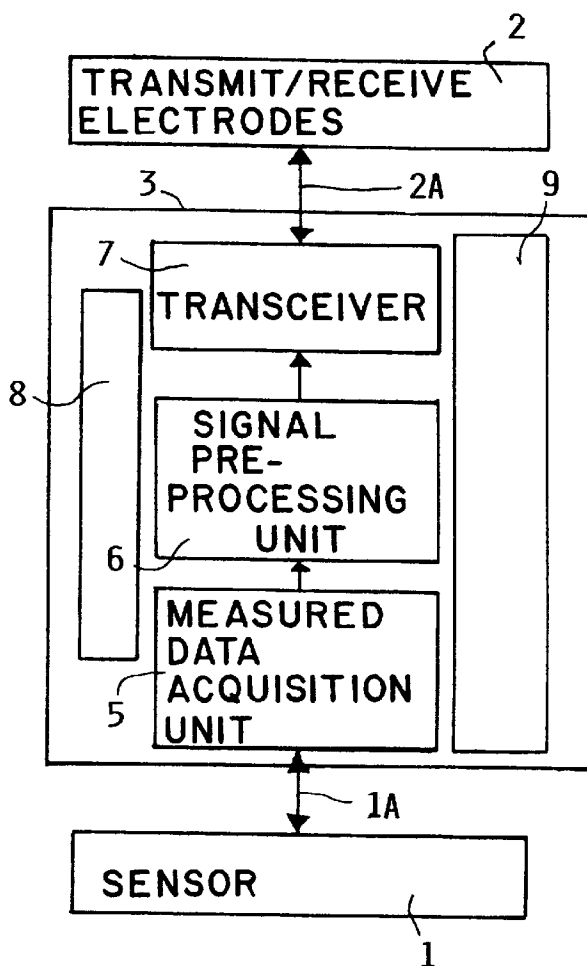 2
TRANSMIT/RECEIVE
ELECTRODES
3
2A
9
7
TRANSCEIVER
8
SIGNAL
PRE-
PROCESSING
UNIT
6
MEASURED
DATA
ACQUISITION
UNIT
5
1A
SENSOR
1